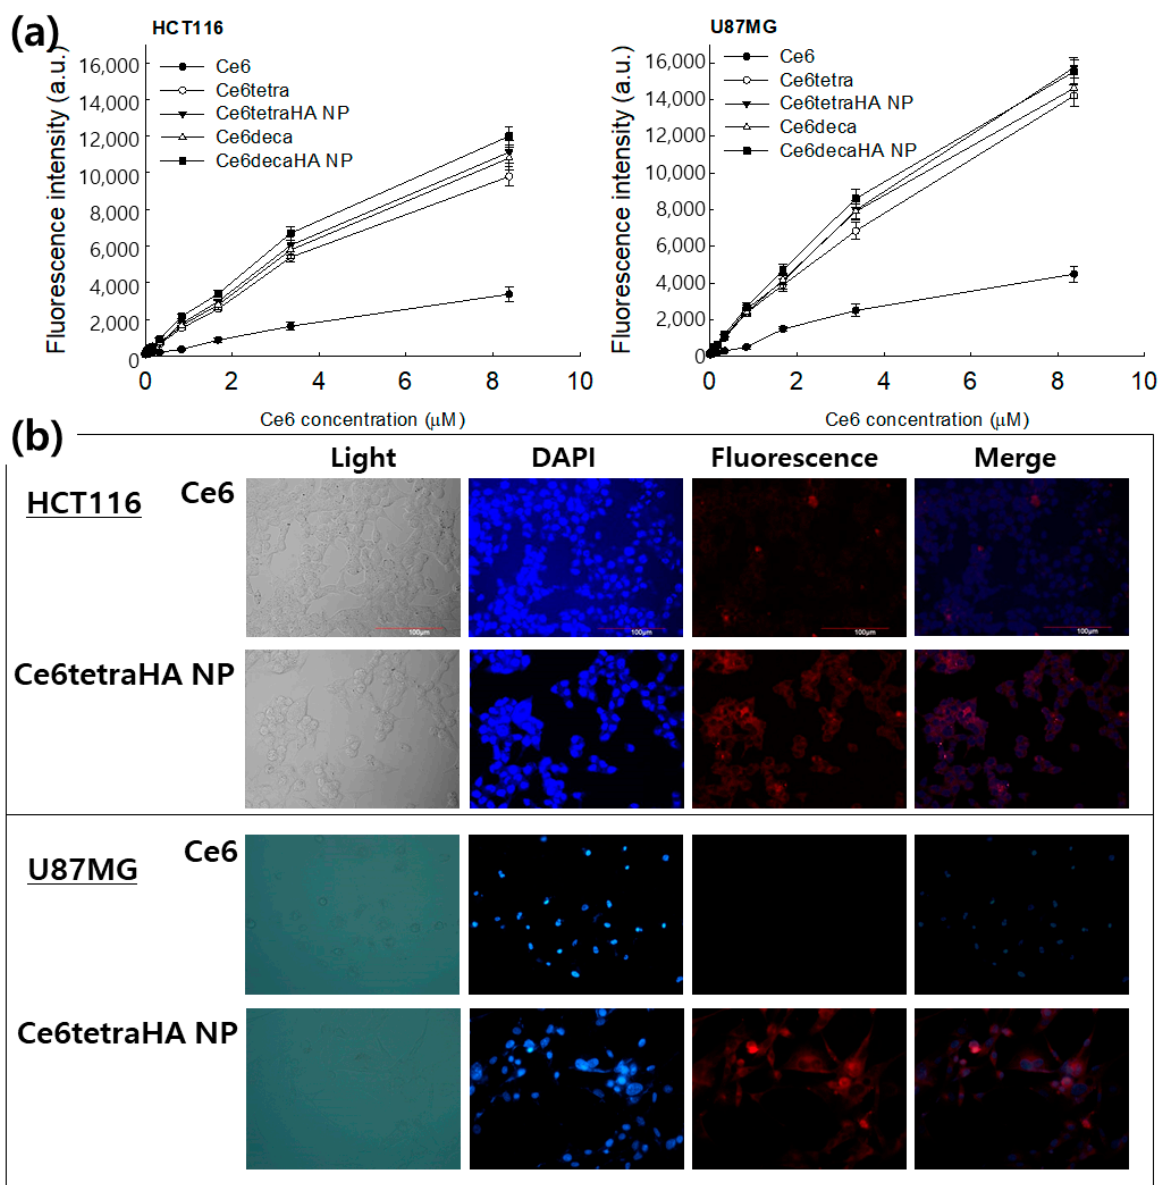 (a)
HCT116
Fluorescence intensity (a.u.)
16,000
14,000
12,000
10,000
8,000
6,000
4,000
2,000
0
Ce6
Ce6tetra
Ce6tetraHA NP
Ce6deca
Ce6decaHA NP
0 2 4 6 8 10
Ce6 concentration (μM)
U87MG
Fluorescence intensity (a.u.)
16,000
14,000
12,000
10,000
8,000
6,000
4,000
2,000
0
Ce6
Ce6tetra
Ce6tetraHA NP
Ce6deca
Ce6decaHA NP
0 2 4 6 8 10
Ce6 concentration (μM)
(b)
Light DAPI Fluorescence Merge
HCT116 Ce6
100μm 100μm 100μm 100μm
Ce6tetraHA NP
U87MG Ce6
Ce6tetraHA NP